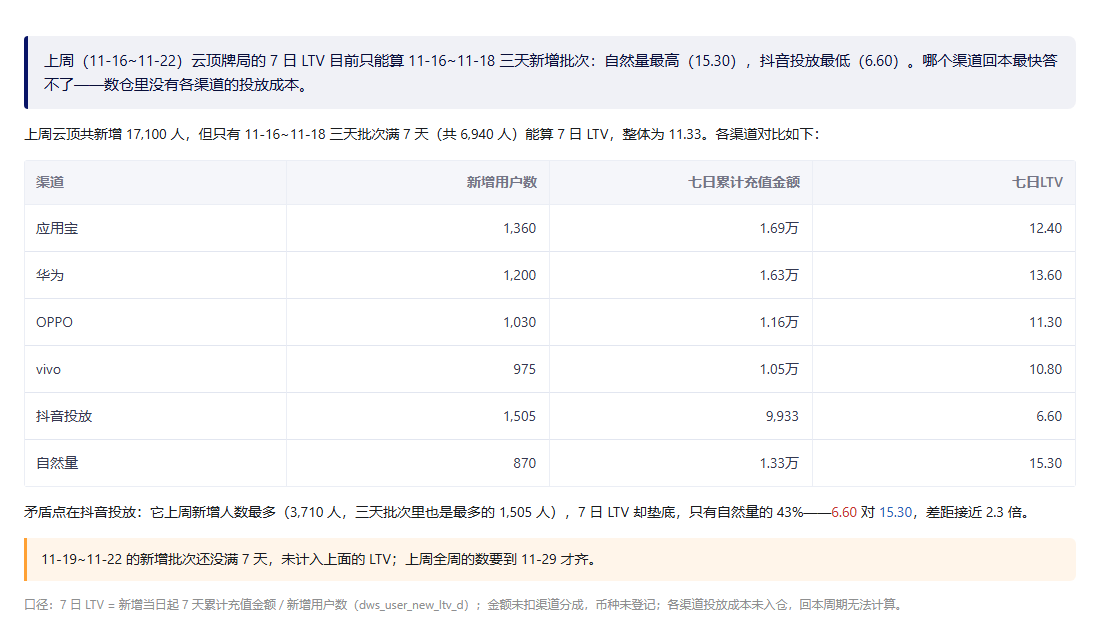 上周（11-16~11-22）云顶牌局的 7 日 LTV 目前只能算 11-16~11-18 三天新增批次：自然量最高（15.30），抖音投放最低（6.60）。哪个渠道回本最快答
不了——数仓里没有各渠道的投放成本。
上周云顶共新增 17,100 人，但只有 11-16~11-18 三天批次满 7 天（共 6,940 人）能算 7 日 LTV，整体为 11.33。各渠道对比如下：
渠道 新增用户数 七日累计充值金额 七日LTV
应用宝 1,360 1.69万 12.40
华为 1,200 1.63万 13.60
OPPO 1,030 1.16万 11.30
vivo 975 1.05万 10.80
抖音投放 1,505 9,933 6.60
自然量 870 1.33万 15.30
矛盾点在抖音投放：它上周新增人数最多（3,710 人，三天批次里也是最多的 1,505 人），7 日 LTV 却垫底，只有自然量的 43%——6.60 对 15.30，差距接近 2.3 倍。
11-19~11-22 的新增批次还没满 7 天，未计入上面的 LTV；上周全周的数要到 11-29 才齐。
口径：7 日 LTV = 新增当日起 7 天累计充值金额 / 新增用户数（dws_user_new_ltv_d）；金额未扣渠道分成，币种未登记；各渠道投放成本未入仓，回本周期无法计算。